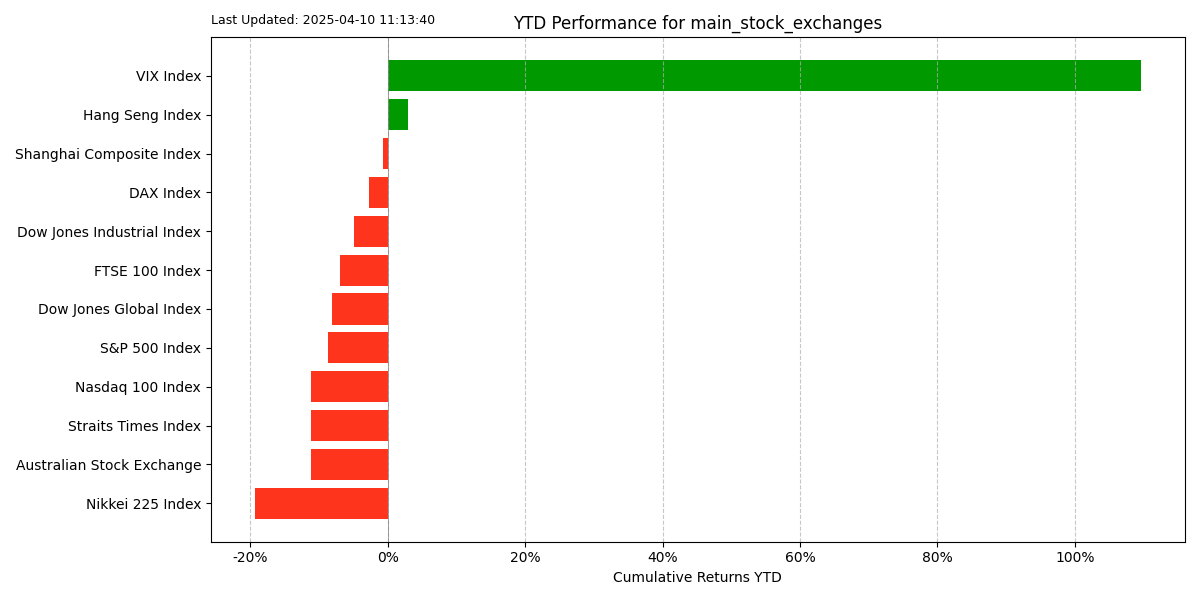 Last Updated: 2025-04-10 11:13:40
YTD Performance for main_stock_exchanges
VIX Index
Hang Seng Index
Shanghai Composite Index
DAX Index
Dow Jones Industrial Index
FTSE 100 Index
Dow Jones Global Index
S&P 500 Index
Nasdaq 100 Index
Straits Times Index
Australian Stock Exchange
Nikkei 225 Index
-20% 0% 20% 40% 60% 80% 100%
Cumulative Returns YTD